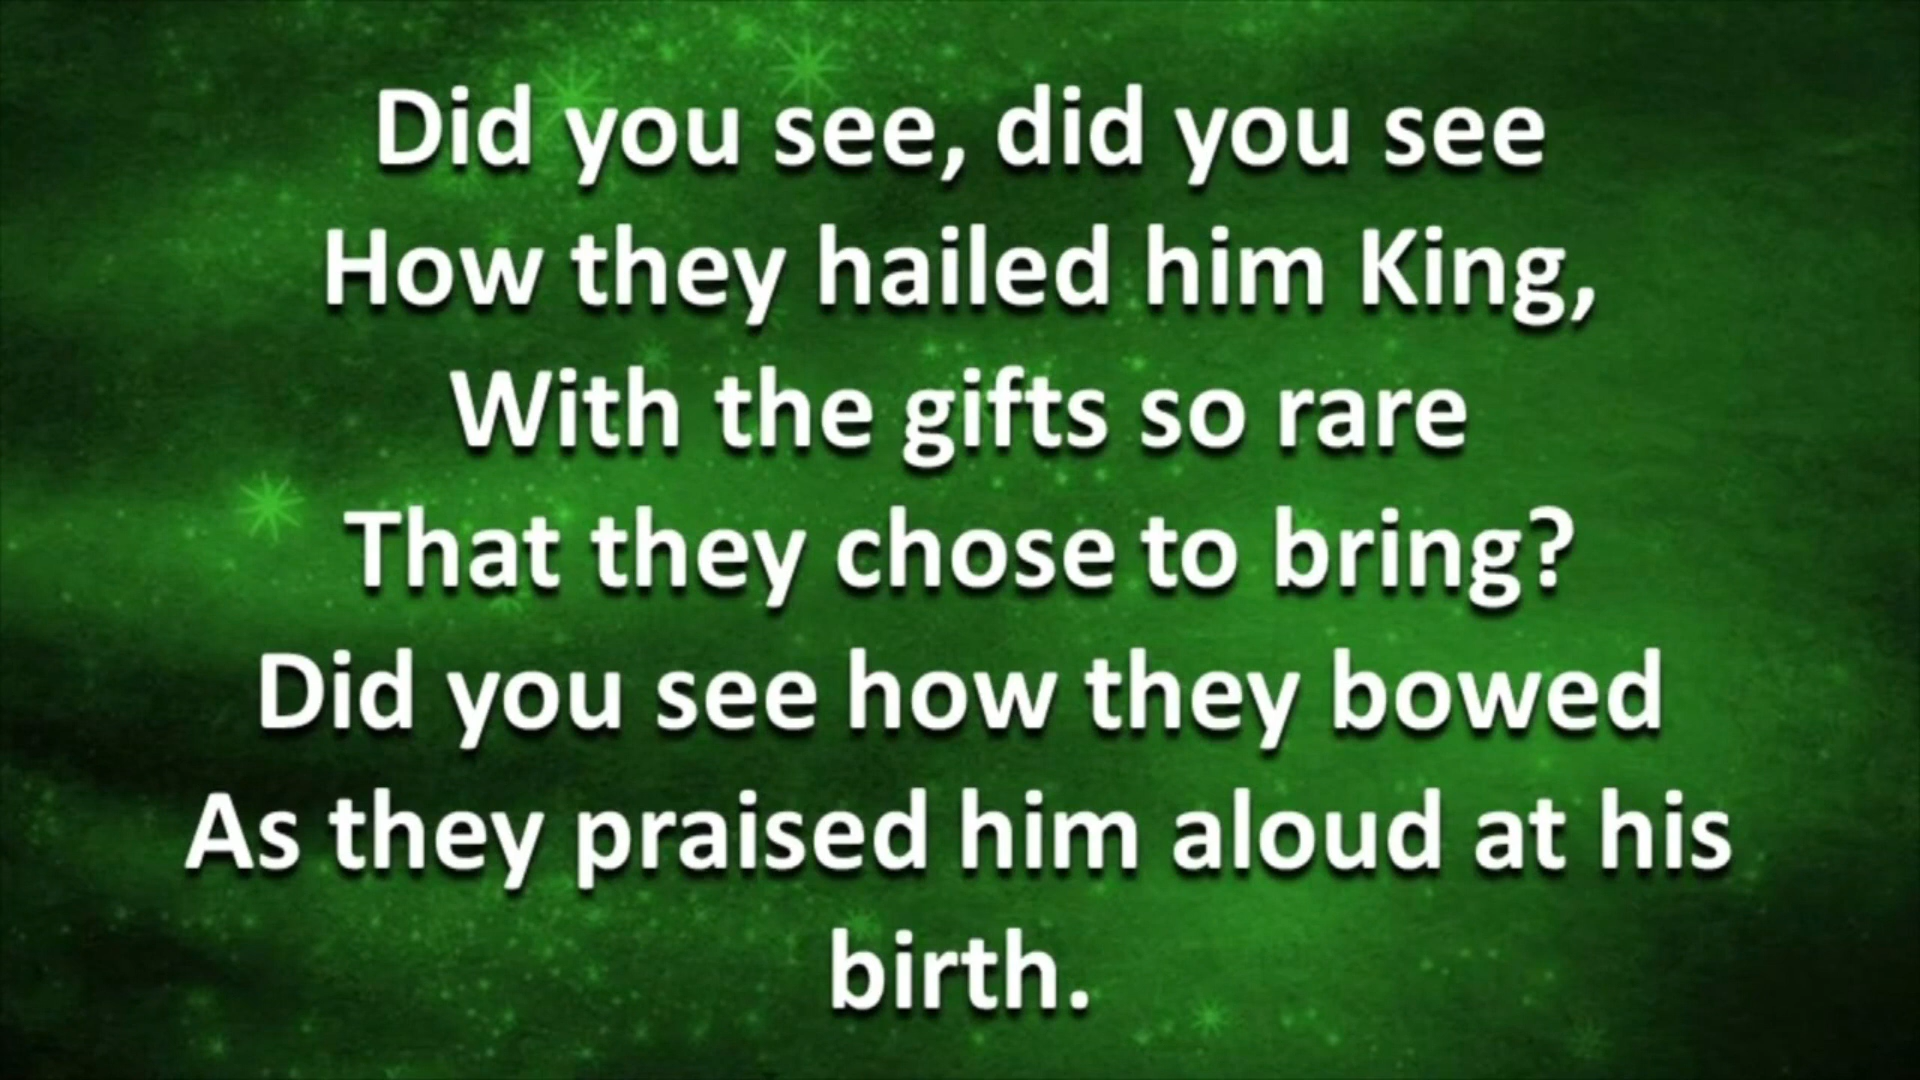 Did you see, did you see
How they hailed him King,
With the gifts so rare
That they chose to bring?
Did you see how they bowed
As they praised him aloud at his
birth.